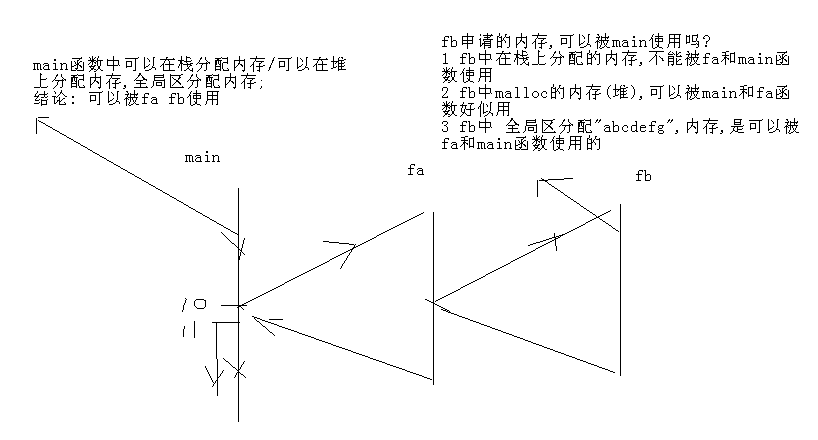 main函数中可以在栈分配内存/可以在堆
上分配内存,全局区分配内存;
结论: 可以被fa fb使用
fb申请的内存,可以被main使用吗?
1 fb中在栈上分配的内存,不能被fa和main函
数使用
2 fb中malloc的内存(堆),可以被main和fa函
数好似用
3 fb中 全局区分配"abcdefg",内存,是可以被
fa和main函数使用的
main
fa
fb
10
11